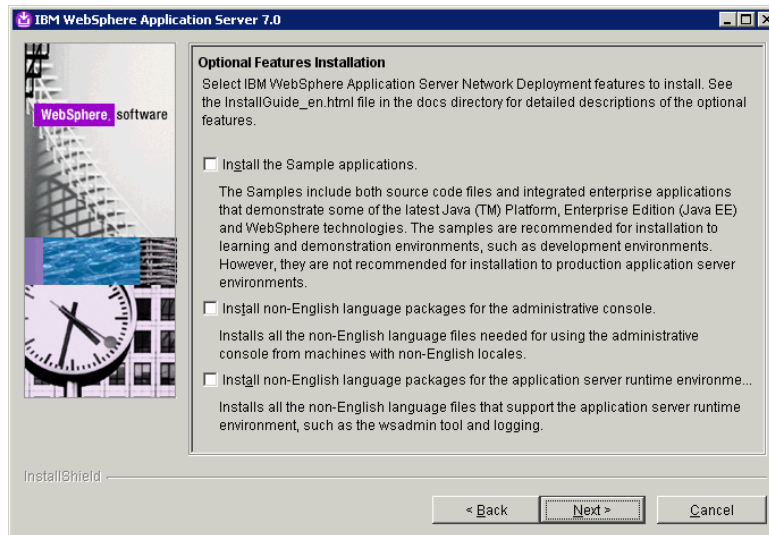 IBM WebSphere Application Server 7.0
WebSphere. software
Optional Features Installation
Select IBM WebSphere Application Server Network Deployment features to install. See
the InstallGuide_en.html file in the docs directory for detailed descriptions of the optional
features.
Install the Sample applications.
The Samples include both source code files and integrated enterprise applications
that demonstrate some of the latest Java (TM) Platform, Enterprise Edition (Java EE)
and WebSphere technologies. The samples are recommended for installation to
learning and demonstration environments, such as development environments.
However, they are not recommended for installation to production application server
environments.
Install non-English language packages for the administrative console.
Installs all the non-English language files needed for using the administrative
console from machines with non-English locales.
Install non-English language packages for the application server runtime environme...
Installs all the non-English language files that support the application server runtime
environment, such as the wsadmin tool and logging.
InstallShield
< Back
Next >
Cancel